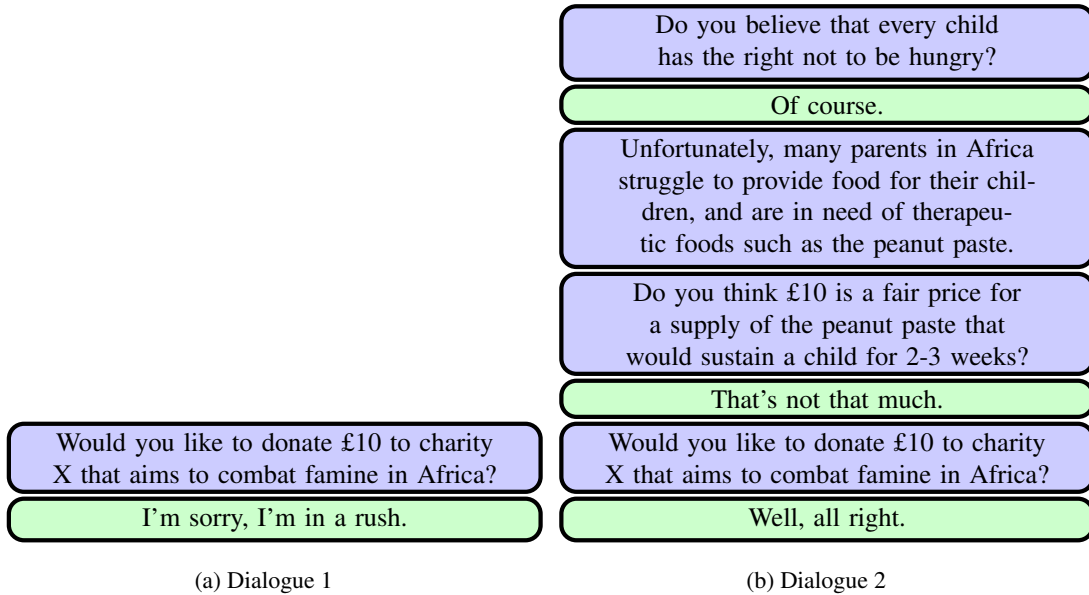 Would you like to donate £10 to charity
X that aims to combat famine in Africa?
I'm sorry, I'm in a rush.
(a) Dialogue 1
Do you believe that every child
has the right not to be hungry?
Of course.
Unfortunately, many parents in Africa
struggle to provide food for their chil-
dren, and are in need of therapeu-
tic foods such as the peanut paste.
Do you think £10 is a fair price for
a supply of the peanut paste that
would sustain a child for 2-3 weeks?
That's not that much.
Would you like to donate £10 to charity
X that aims to combat famine in Africa?
Well, all right.
(b) Dialogue 2